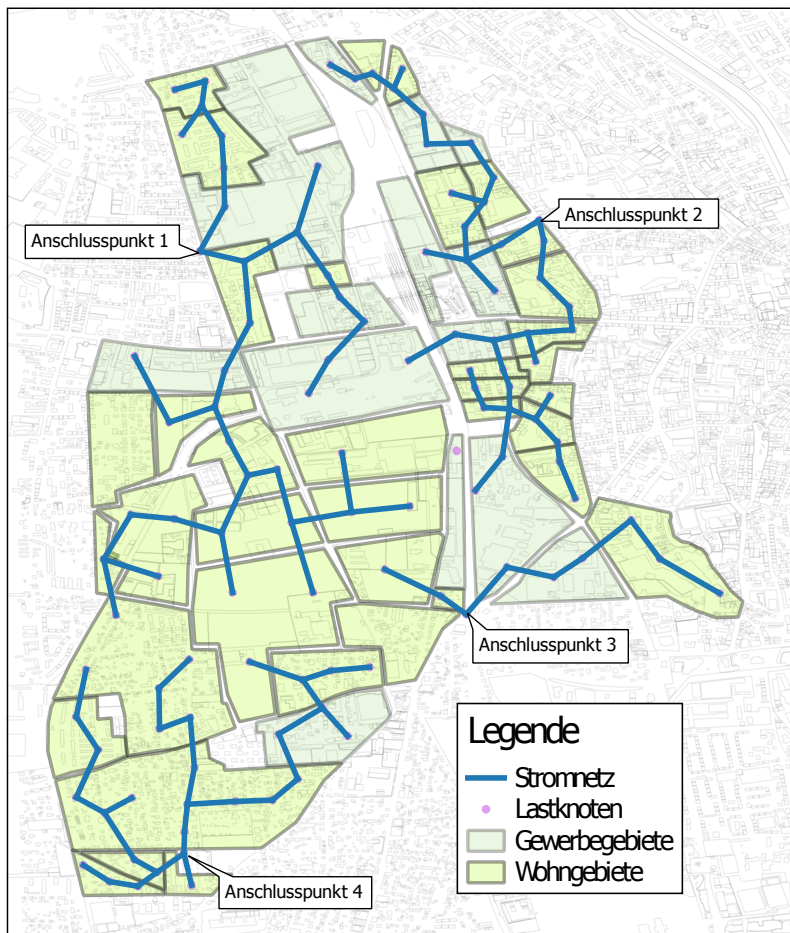 Anschlusspunkt 2
Anschlusspunkt 1
Anschlusspunkt 3
Legende
Stromnetz
Lastknoten
Gewerbegebiete
Wohngebiete
Anschlusspunkt 4